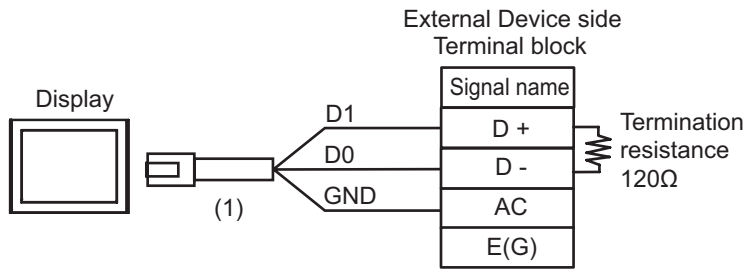 External Device side
Terminal block
Signal name
Display
D1
D +
Termination
resistance
120Ω
D0
D -
(1)
GND
AC
E(G)